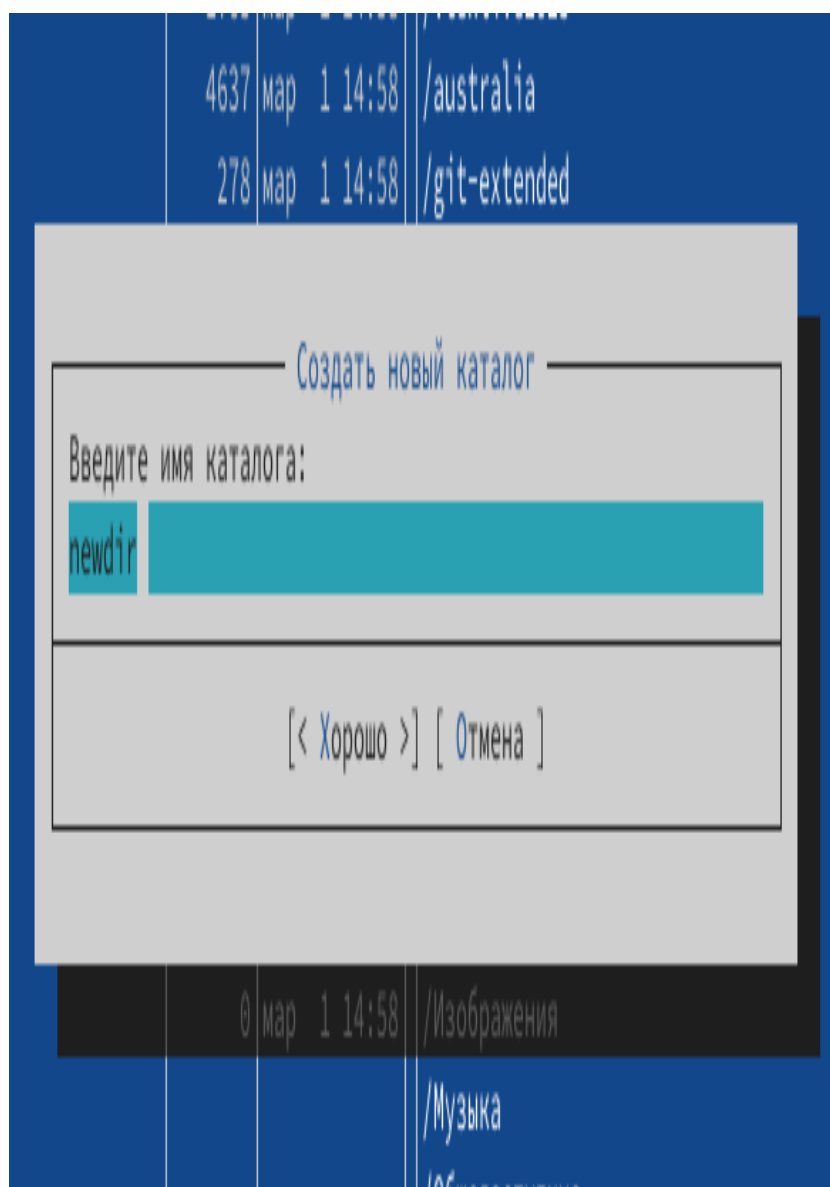 4637 мар 1 14:58 /australia
278 мар 1 14:58 /git-extended
Создать новый каталог
Введите имя каталога:
newdir
[< Хорошо >] [ Отмена ]
0 мар 1 14:58 /Изображения
/Музыка